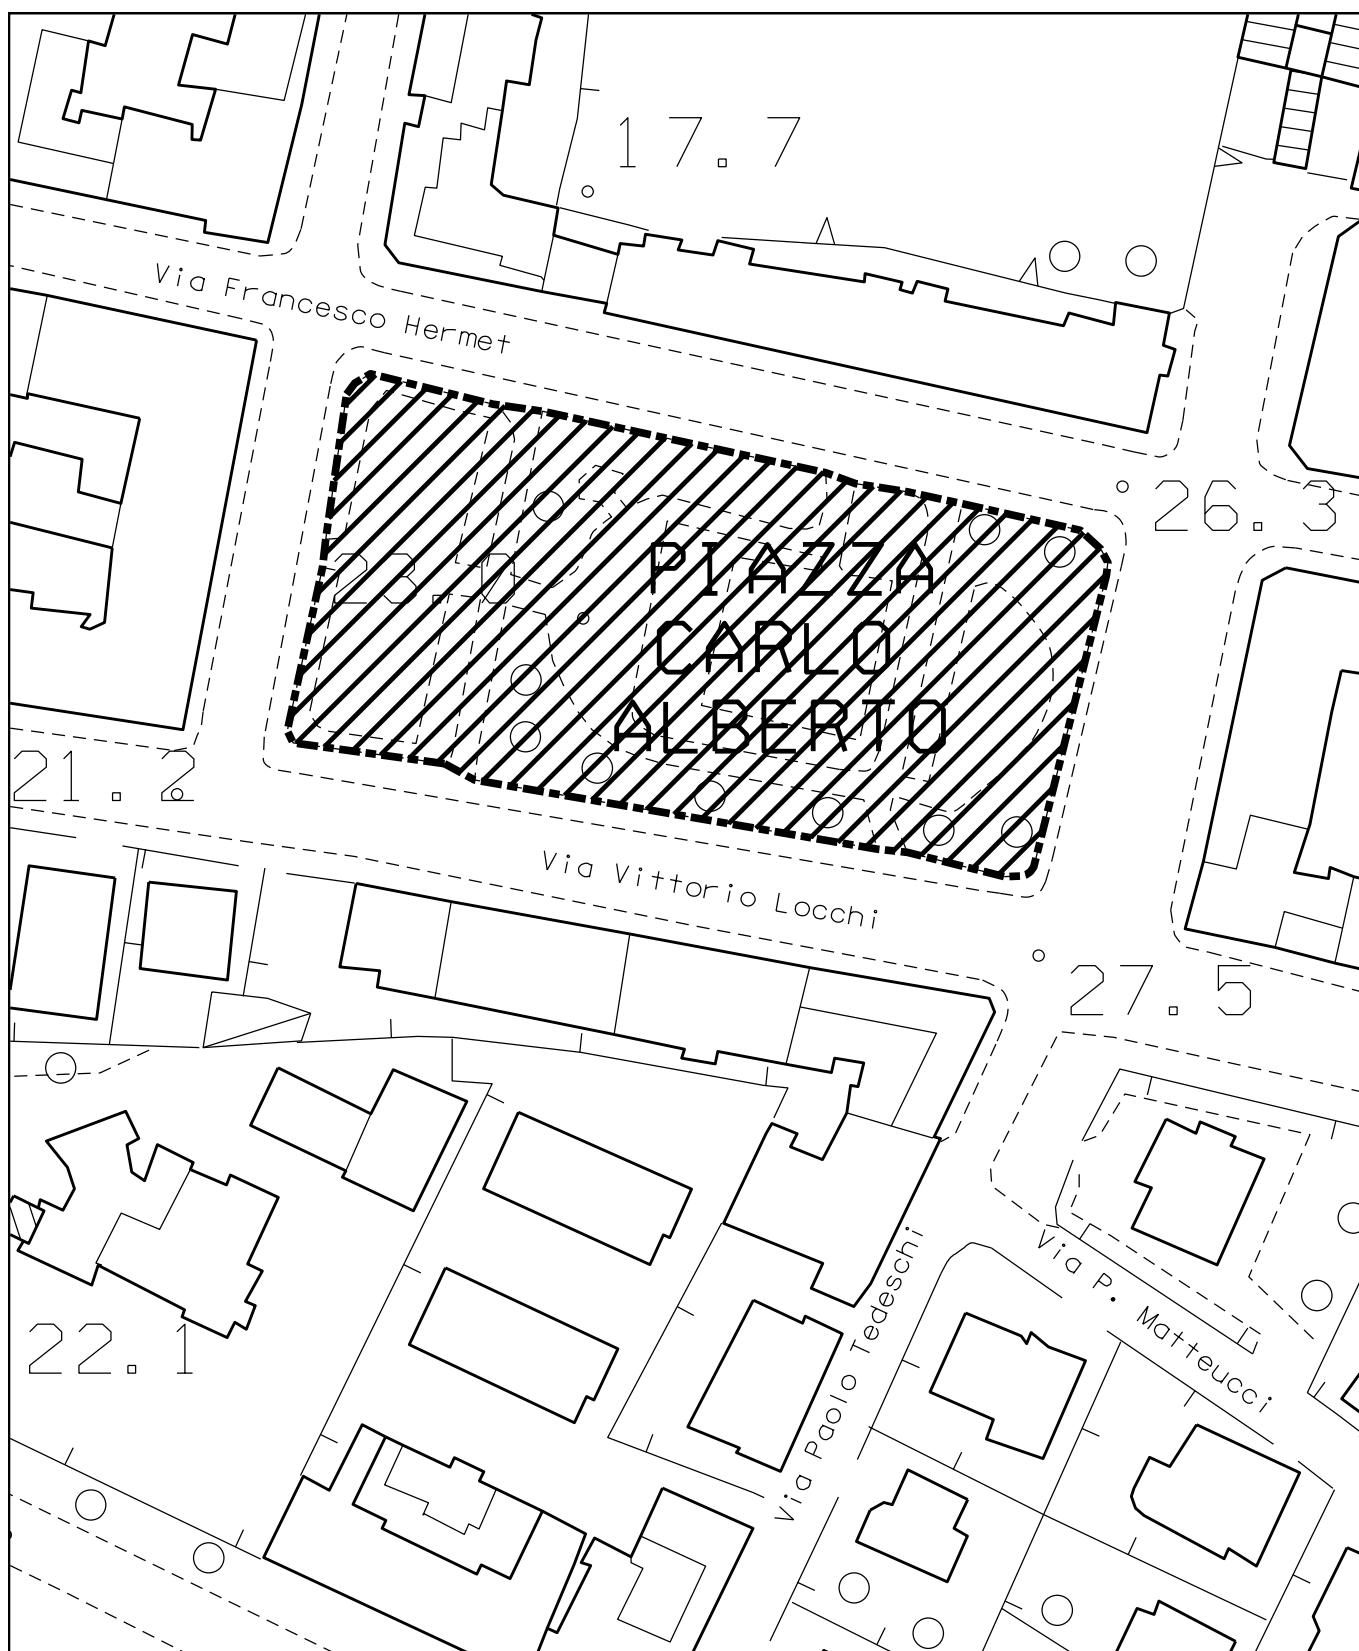 17.7
Via Francesco Hermet
26.3
23.0
PIAZZA
CARLO
ALBERTO
21.2
Via Vittorio Locchi
27.5
Via P. Matteucci
Via Paolo Tedeschi
22.1